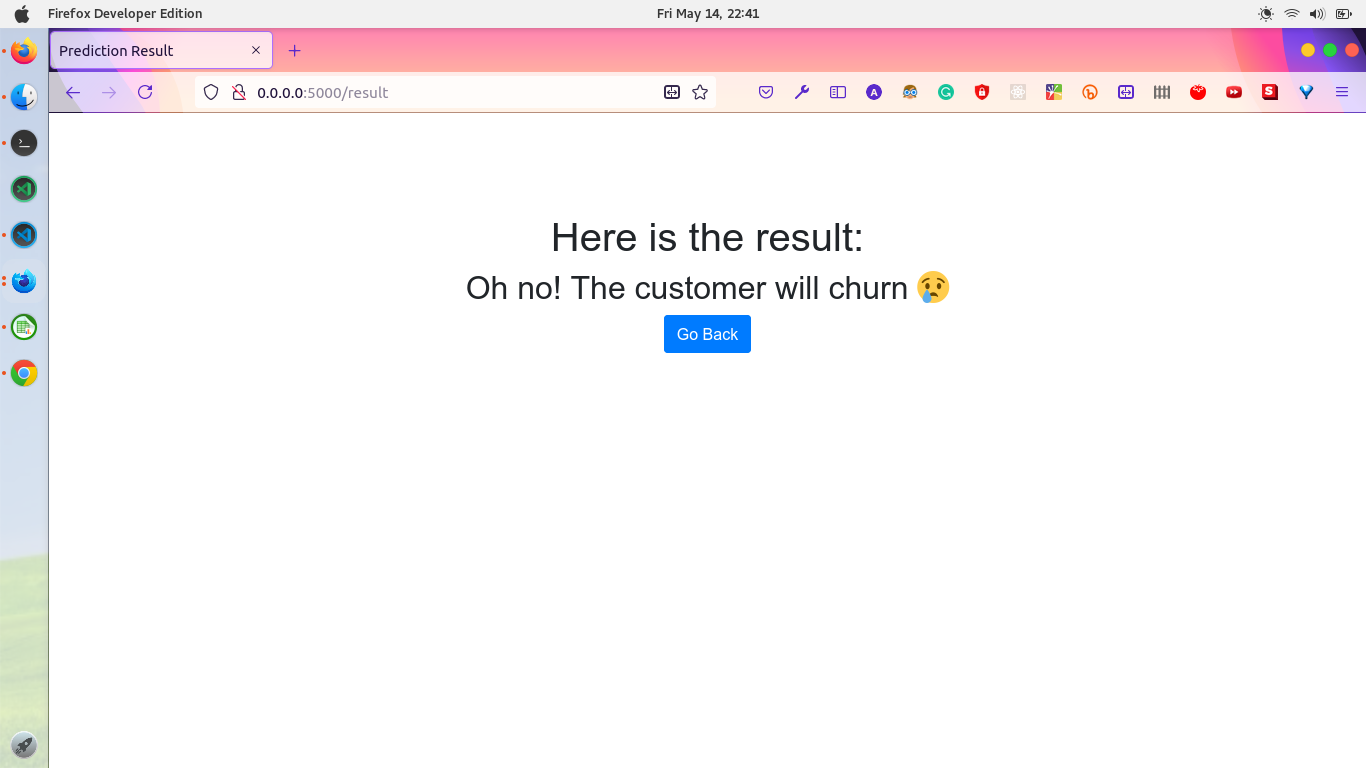 Firefox Developer Edition
Fri May 14, 22:41
Prediction Result
0.0.0.0:5000/result
Here is the result:
Oh no! The customer will churn 😢
Go Back